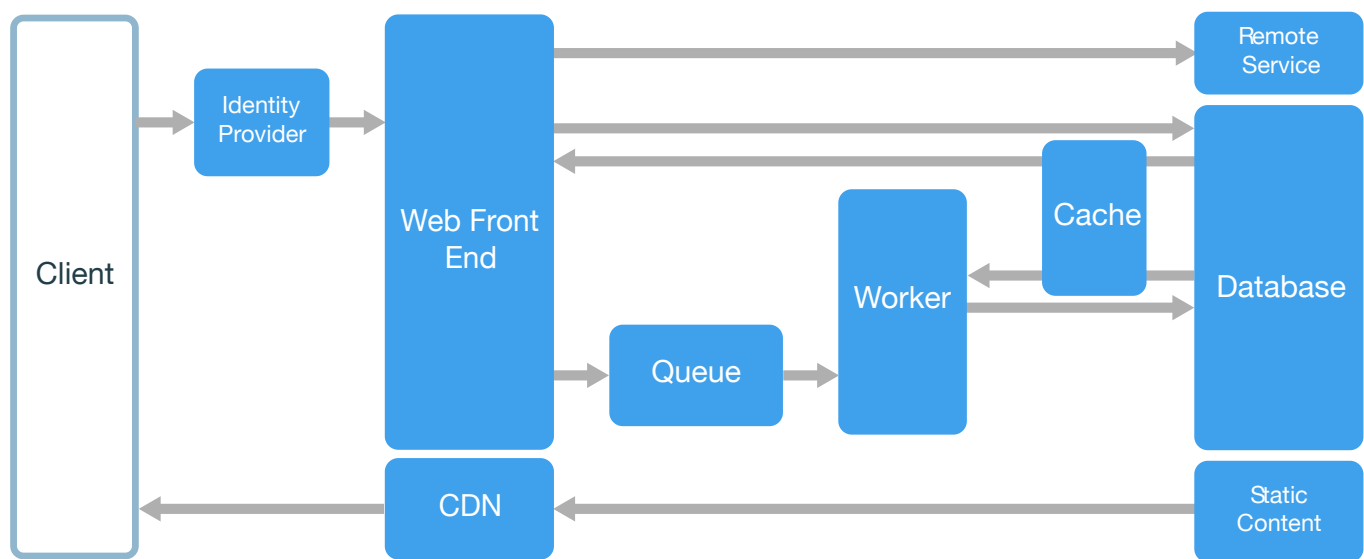 Client
Identity
Provider
Web Front
End
CDN
Queue
Worker
Cache
Remote
Service
Database
Static
Content